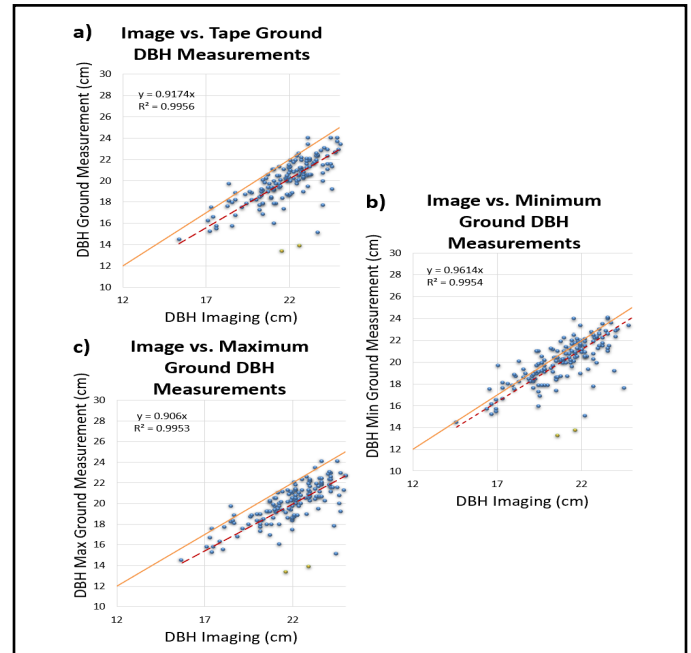 a)
Image vs. Tape Ground
DBH Measurements
DBH Ground Measurement (cm)
30
28
26
24
22
20
18
16
14
12
10
y = 0.9174x
R² = 0.9956
12
17
22
DBH Imaging (cm)
b)
Image vs. Minimum
Ground DBH
Measurements
DBH Min Ground Measurement (cm)
30
28
26
24
22
20
18
16
14
12
10
y = 0.9614x
R² = 0.9954
12
17
22
DBH Imaging (cm)
c)
Image vs. Maximum
Ground DBH
Measurements
DBH Max Ground Measurement (cm)
30
28
26
24
22
20
18
16
14
12
10
y = 0.906x
R² = 0.9953
12
17
22
DBH Imaging (cm)